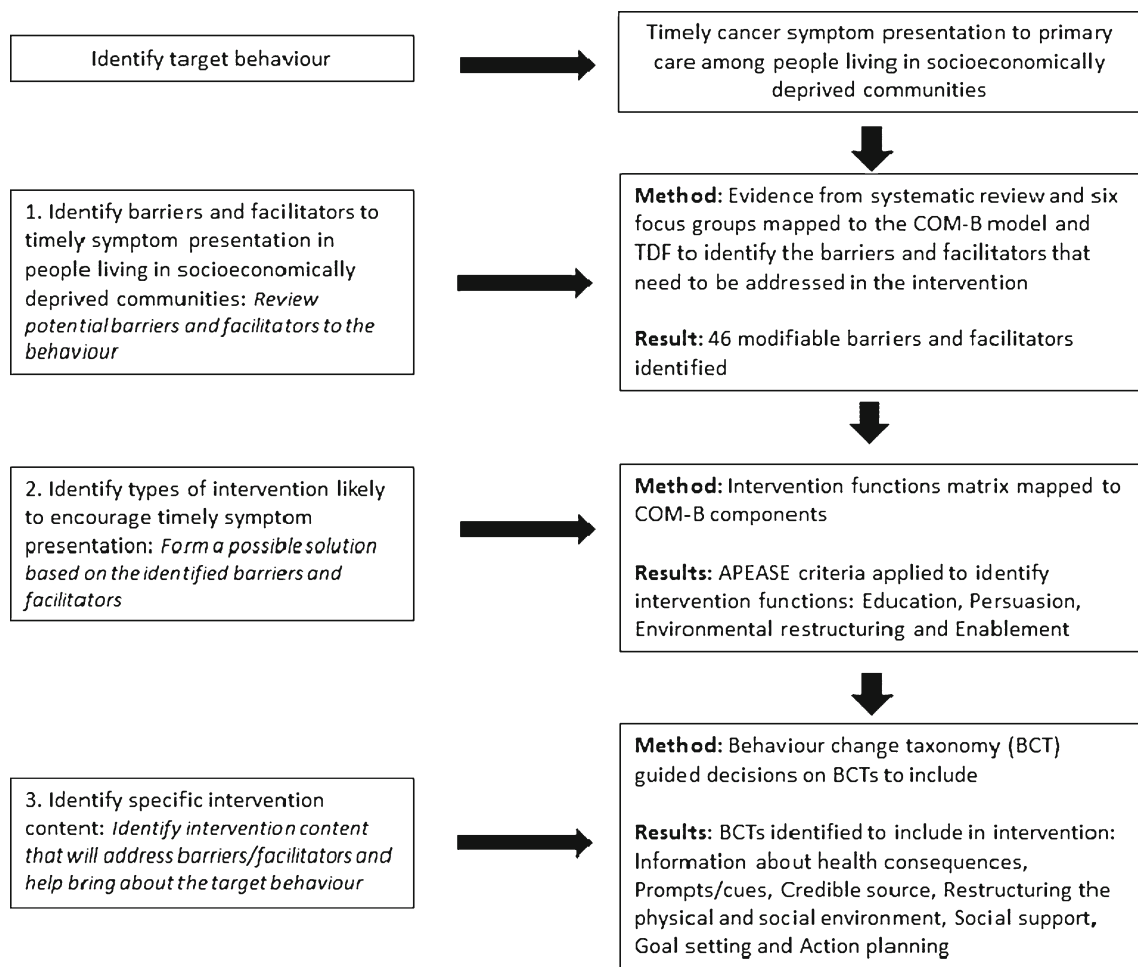 Identify target behaviour
Timely cancer symptom presentation to primary
care among people living in socioeconomically
deprived communities
1. Identify barriers and facilitators to
timely symptom presentation in
people living in socioeconomically
deprived communities: Review
potential barriers and facilitators to the
behaviour
Method: Evidence from systematic review and six
focus groups mapped to the COM-B model and
TDF to identify the barriers and facilitators that
need to be addressed in the intervention
Result: 46 modifiable barriers and facilitators
identified
2. Identify types of intervention likely
to encourage timely symptom
presentation: Form a possible solution
based on the identified barriers and
facilitators
Method: Intervention functions matrix mapped to
COM-B components
Results: APEASE criteria applied to identify
intervention functions: Education, Persuasion,
Environmental restructuring and Enablement
3. Identify specific intervention
content: Identify intervention content
that will address barriers/facilitators and
help bring about the target behaviour
Method: Behaviour change taxonomy (BCT)
guided decisions on BCTs to include
Results: BCTs identified to include in intervention:
Information about health consequences,
Prompts/cues, Credible source, Restructuring the
physical and social environment, Social support,
Goal setting and Action planning